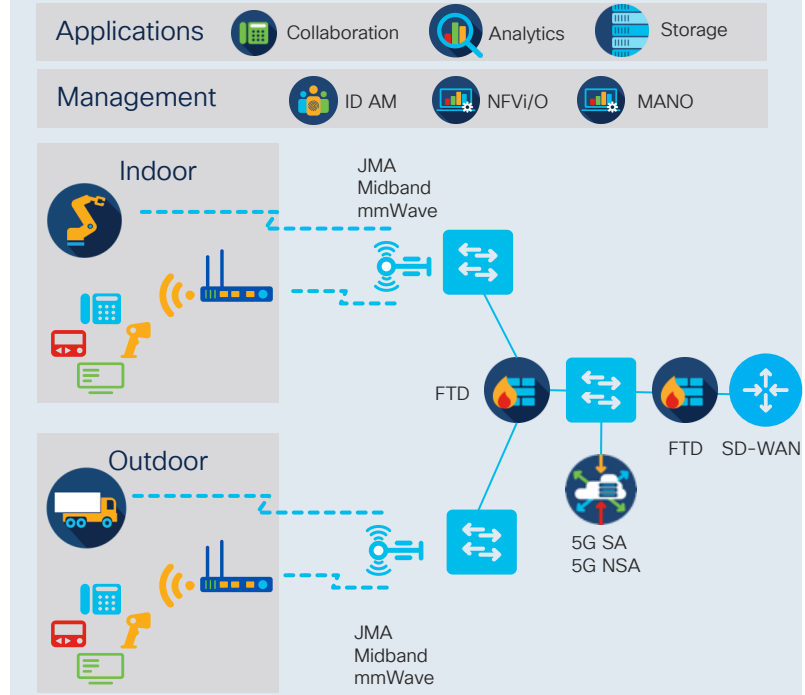 Applications
Collaboration
Analytics
Storage
Management
ID AM
NFVi/O
MANO
Indoor
JMA
Midband
mmWave
FTD
FTD
SD-WAN
Outdoor
5G SA
5G NSA
JMA
Midband
mmWave